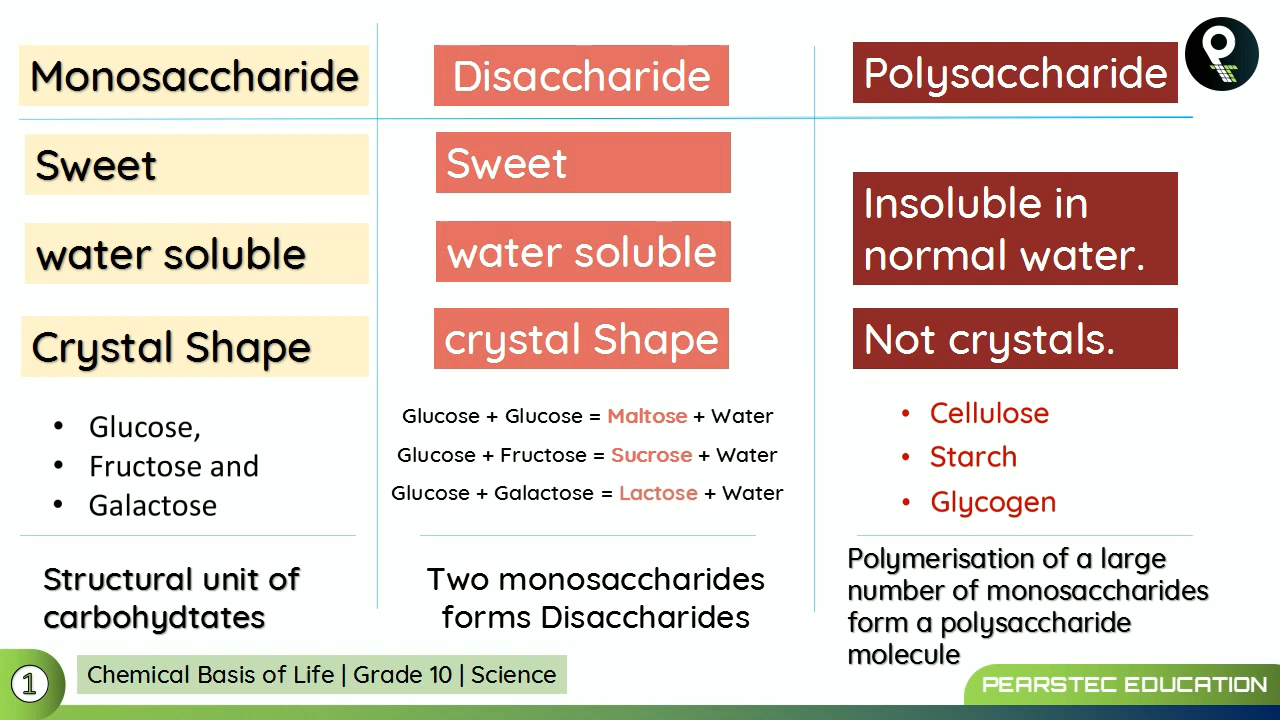 Monosaccharide
Disaccharide
Polysaccharide
Sweet
Sweet
Insoluble in
normal water.
water soluble
water soluble
Crystal Shape
crystal Shape
Not crystals.
• Glucose,
• Fructose and
• Galactose
Glucose + Glucose = Maltose + Water
Glucose + Fructose = Sucrose + Water
Glucose + Galactose = Lactose + Water
• Cellulose
• Starch
• Glycogen
Structural unit of
carbohydtates
Two monosaccharides
forms Disaccharides
Polymerisation of a large
number of monosaccharides
form a polysaccharide
molecule
1
Chemical Basis of Life | Grade 10 | Science
PEARSTEC EDUCATION